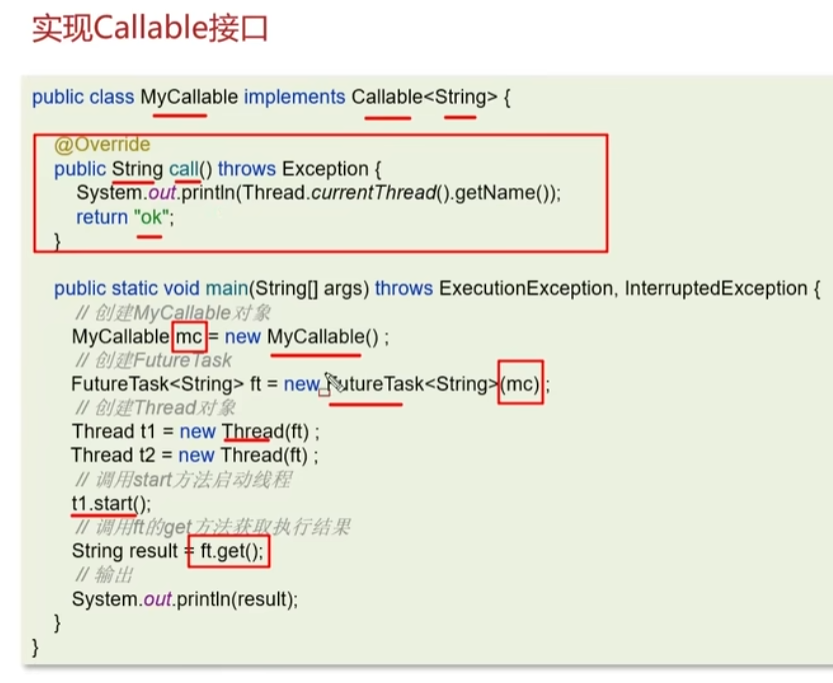 实现Callable接口
public class MyCallable implements Callable<String> {
@Override
public String call() throws Exception {
System.out.println(Thread.currentThread().getName());
return "ok";
}
public static void main(String[] args) throws ExecutionException, InterruptedException {
// 创建MyCallable对象
MyCallable mc = new MyCallable() ;
// 创建FutureTask
FutureTask<String> ft = new FutureTask<String>(mc) ;
// 创建Thread对象
Thread t1 = new Thread(ft) ;
Thread t2 = new Thread(ft) ;
// 调用start方法启动线程
t1.start();
// 调用ft的get方法获取执行结果
String result = ft.get();
// 输出
System.out.println(result);
}
}